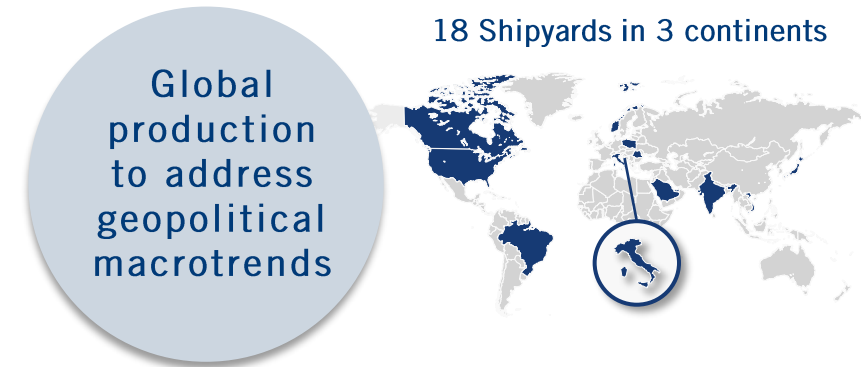 Global
production
to address
geopolitical
macrotrends
18 Shipyards in 3 continents